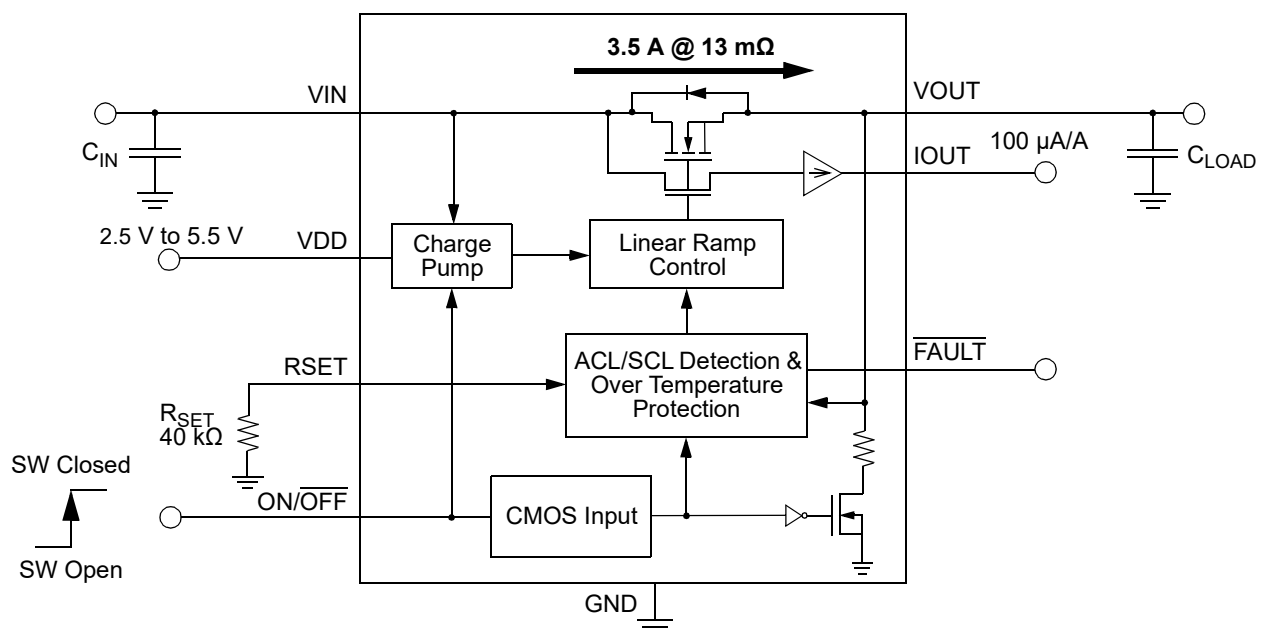 3.5 A @ 13 mΩ
VIN
VOUT
C_IN
IOUT
100 µA/A
C_LOAD
2.5 V to 5.5 V
VDD
Charge
Pump
Linear Ramp
Control
RSET
ACL/SCL Detection &
Over Temperature
Protection
FAULT
R_SET
40 kΩ
SW Closed
SW Open
ON/OFF
CMOS Input
GND